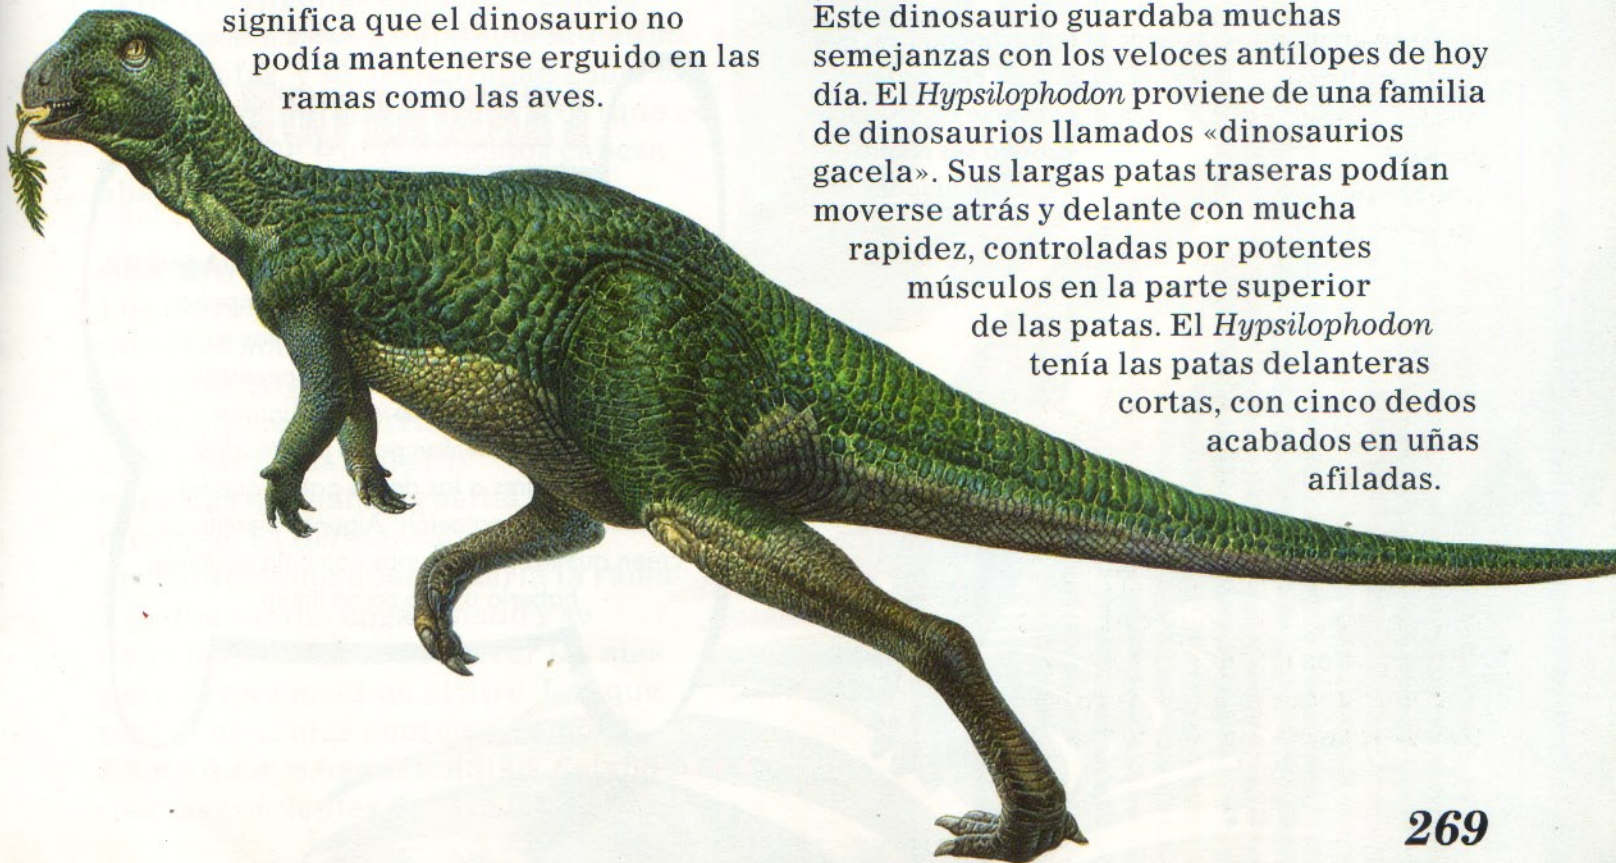 significa que el dinosaurio no
podía mantenerse erguido en las
ramas como las aves.
Este dinosaurio guardaba muchas
semejanzas con los veloces antílopes de hoy
día. El Hypsilophodon proviene de una familia
de dinosaurios llamados «dinosaurios
gacela». Sus largas patas traseras podían
moverse atrás y delante con mucha
rapidez, controladas por potentes
músculos en la parte superior
de las patas. El Hypsilophodon
tenía las patas delanteras
cortas, con cinco dedos
acabados en uñas
afiladas.
269